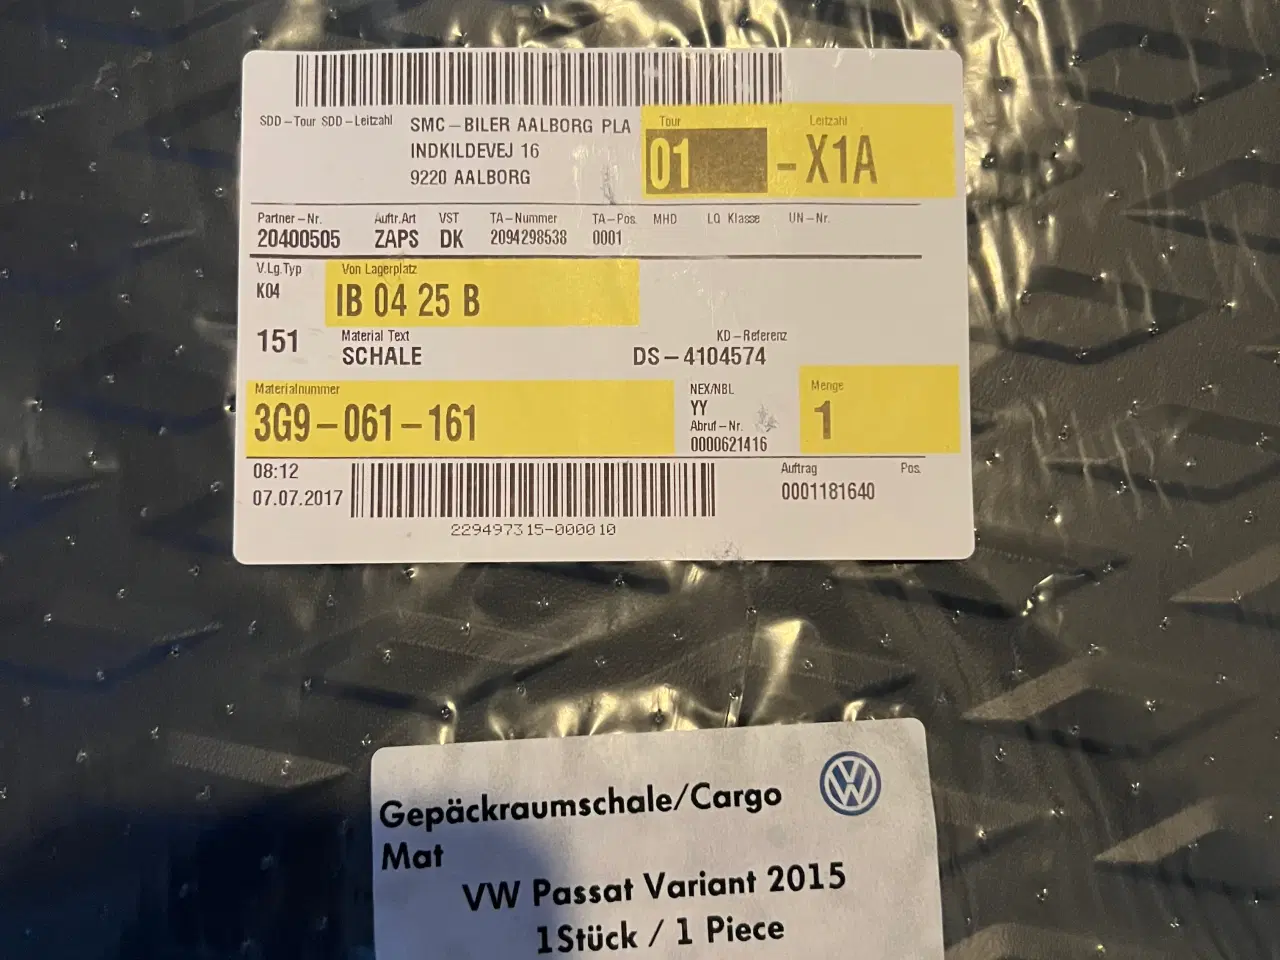 SDD-Tour SDD-Leitzahl
SMC-BILER AALBORG PLA
INDKILDEVEJ 16
9220 AALBORG
Tour
01
Leitzahl
-X1A
Partner-Nr. Auftr.Art VST TA-Nummer TA-Pos. MHD LQ Klasse UN-Nr.
20400505 ZAPS DK 2094298538 0001
V.Lg.Typ
K04
Von Lagerplatz
IB 04 25 B
151
Material Text
SCHALE
KD-Referenz
DS-4104574
Materialnummer
3G9-061-161
NEX/NBL
YY
Abruf-Nr.
0000621416
Menge
1
08:12
07.07.2017
229497315-000010
Auftrag Pos.
0001181640
Gepäckraumschale/Cargo
Mat
VW Passat Variant 2015
1Stück / 1 Piece